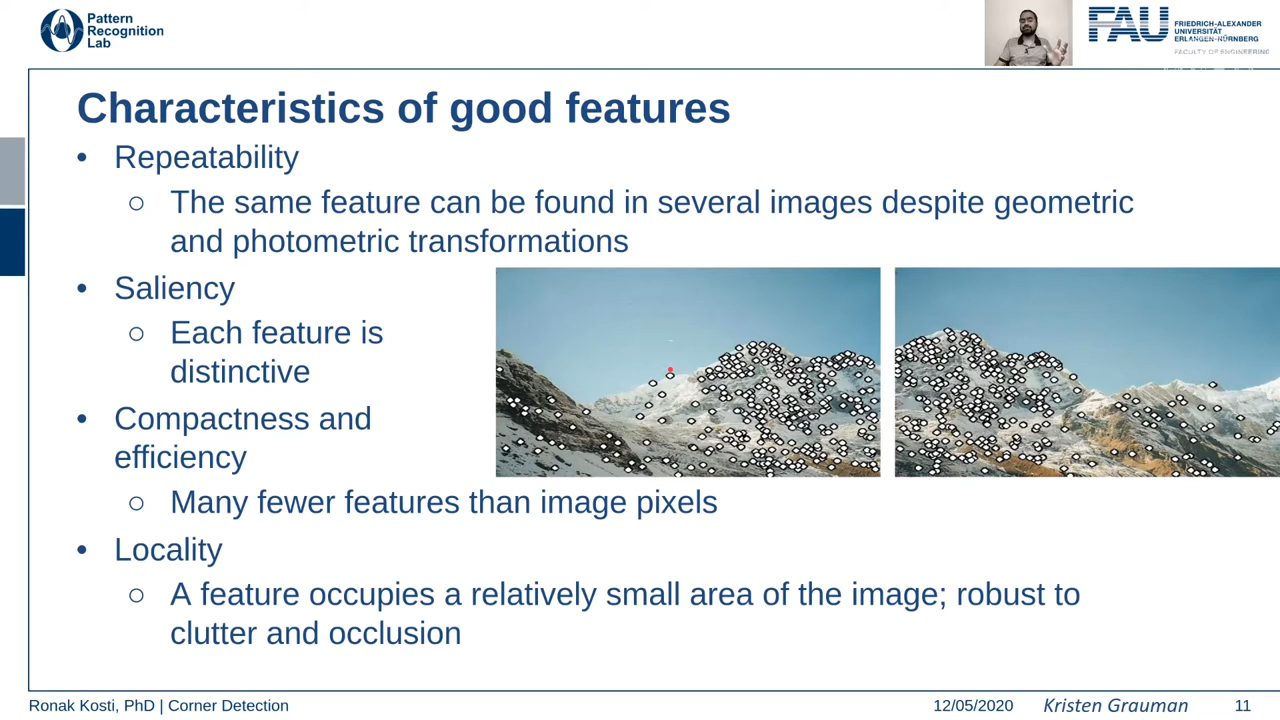 Pattern
Recognition
Lab
FAU
FRIEDRICH-ALEXANDER
UNIVERSITÄT
ERLANGEN-NÜRNBERG
FACULTY OF ENGINEERING
Characteristics of good features
• Repeatability
○ The same feature can be found in several images despite geometric
and photometric transformations
• Saliency
○ Each feature is
distinctive
• Compactness and
efficiency
○ Many fewer features than image pixels
• Locality
○ A feature occupies a relatively small area of the image; robust to
clutter and occlusion
Ronak Kosti, PhD | Corner Detection
12/05/2020
Kristen Grauman
11